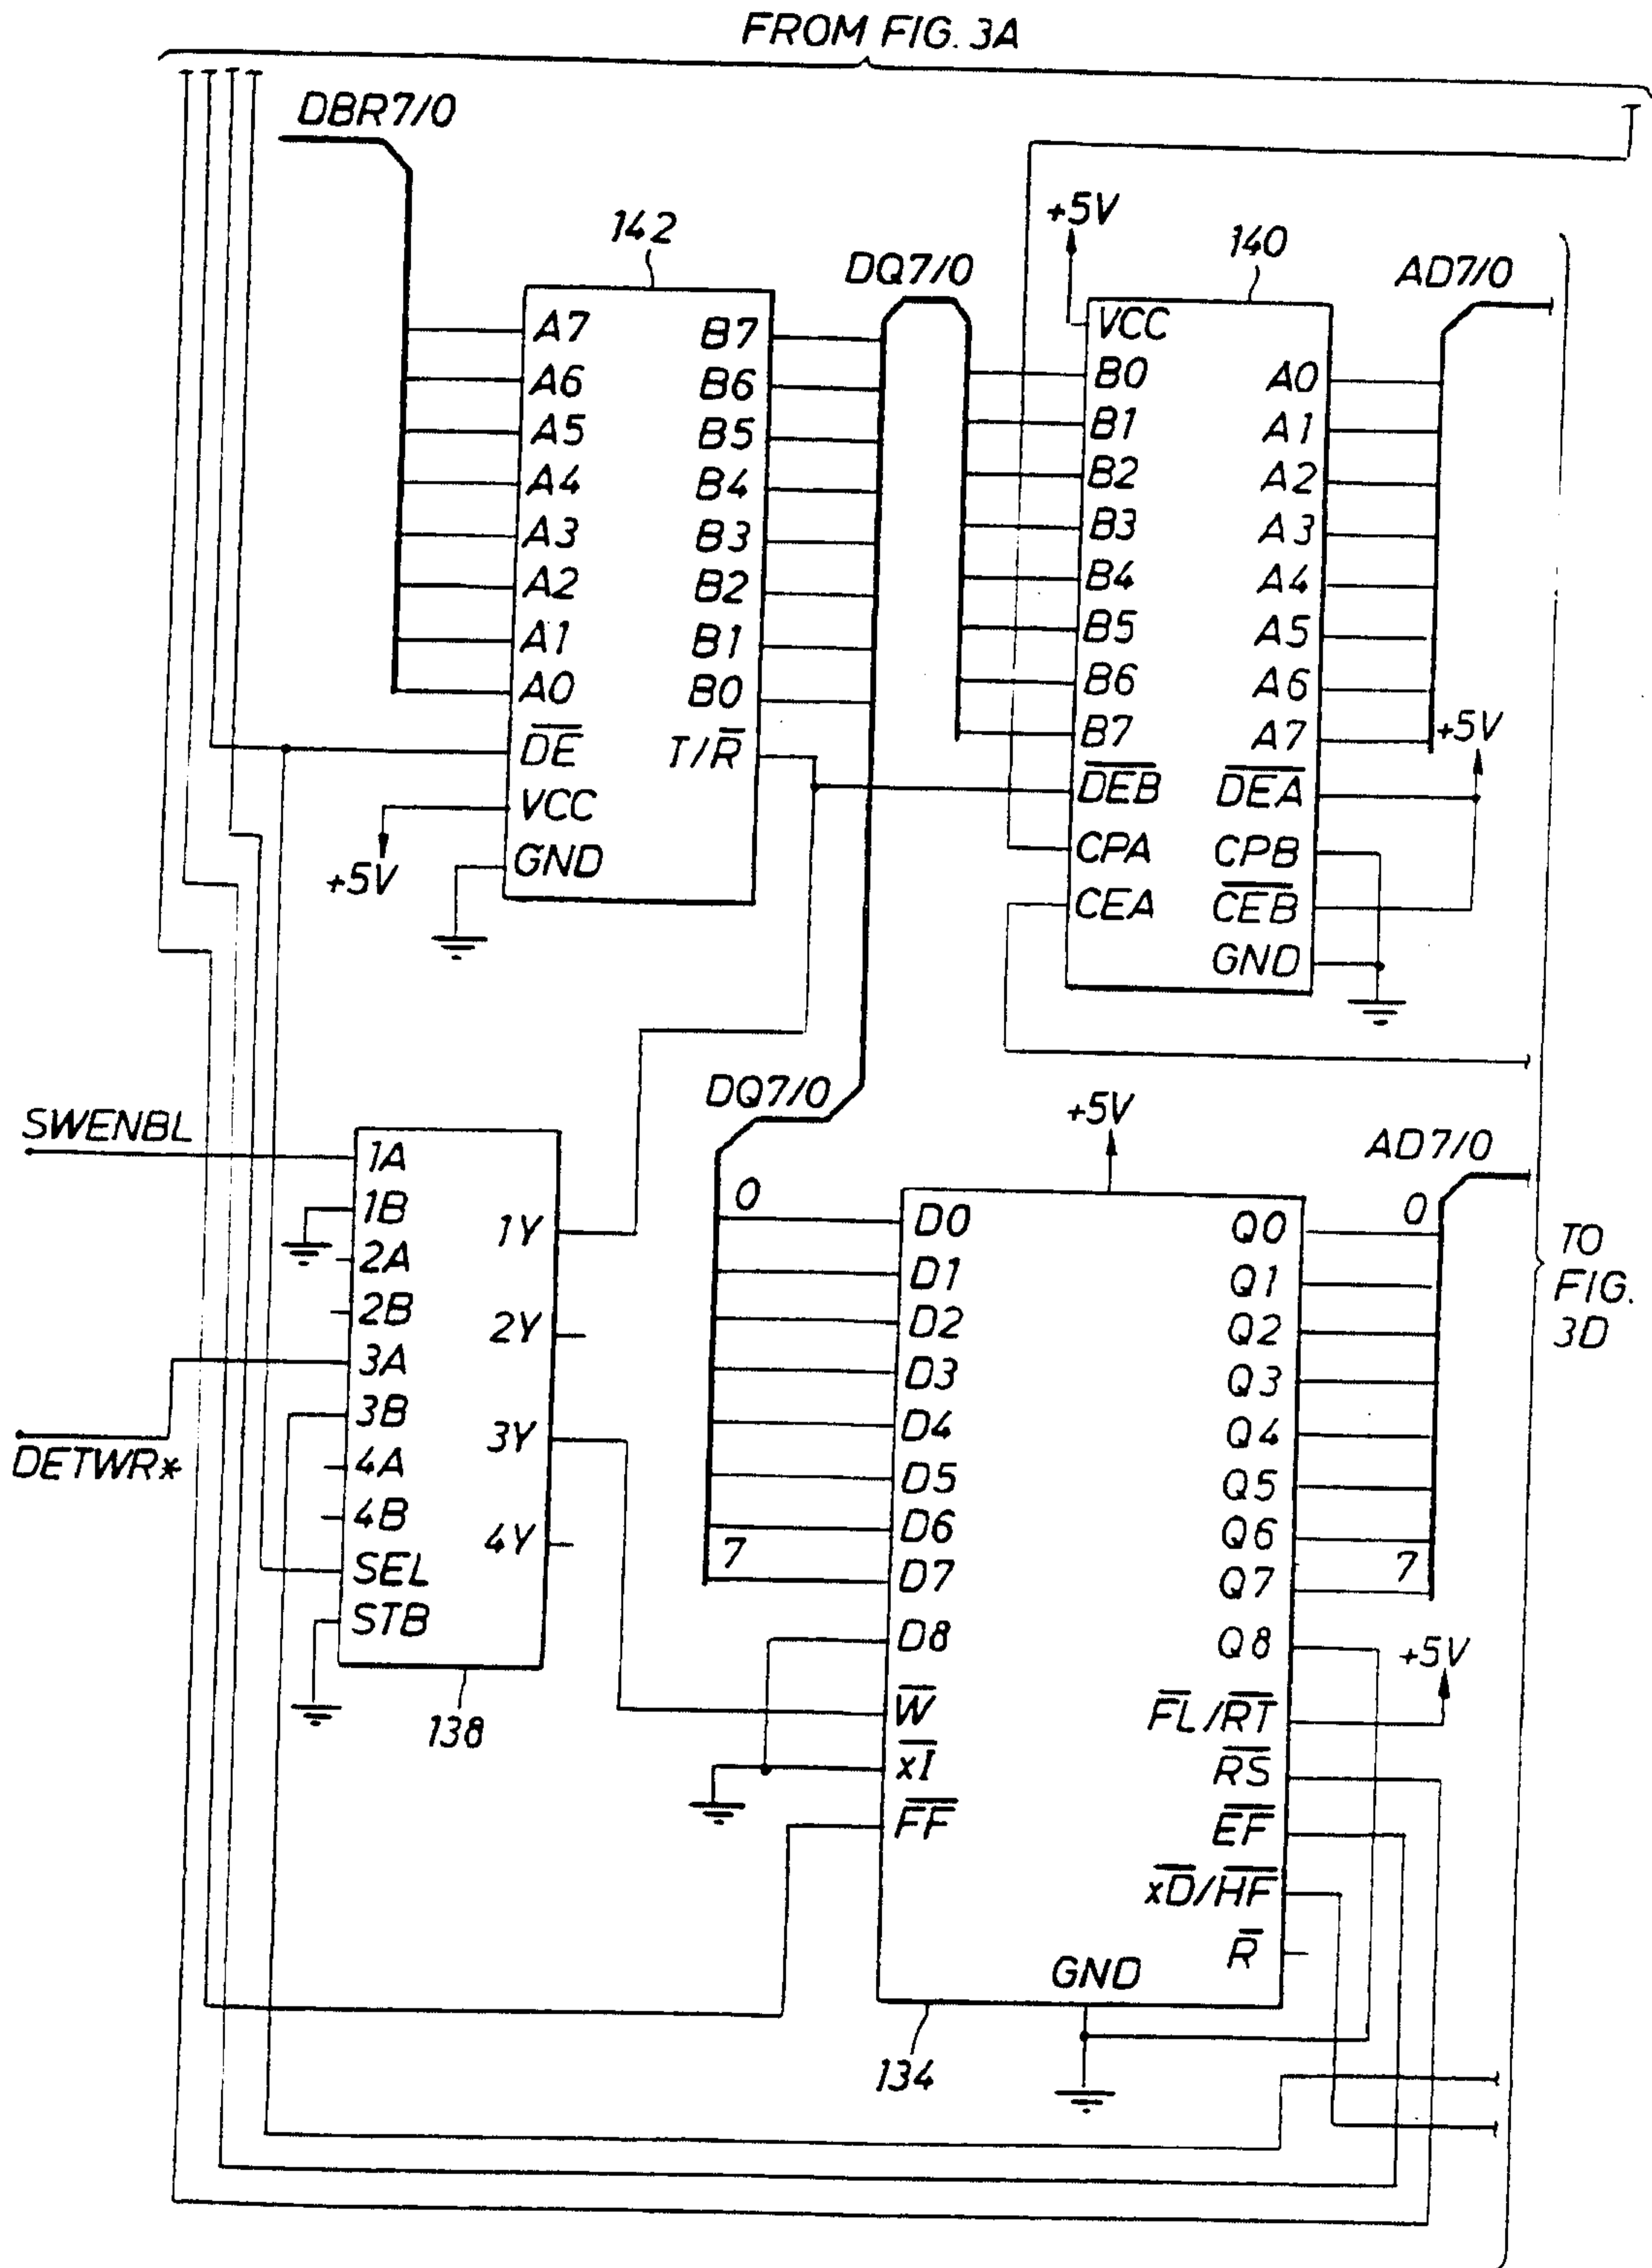 FROM FIG. 3A
DBR7/0
142
A7
A6
A5
A4
A3
A2
A1
A0
DE
VCC
GND
+5V
B7
B6
B5
B4
B3
B2
B1
B0
T/R
DQ7/0
+5V
140
VCC
B0
B1
B2
B3
B4
B5
B6
B7
DEB
CPA
CEA
A0
A1
A2
A3
A4
A5
A6
A7
DEA
CPB
CEB
GND
AD7/0
+5V
SWENBL
DETWR*
1A
1B
2A
2B
3A
3B
4A
4B
SEL
STB
1Y
2Y
3Y
4Y
138
DQ7/0
0
7
+5V
D0
D1
D2
D3
D4
D5
D6
D7
D8
W
xI
FF
Q0
Q1
Q2
Q3
Q4
Q5
Q6
Q7
Q8
FL/RT
RS
EF
xD/HF
R
GND
134
AD7/0
0
7
+5V
TO
FIG.
3D